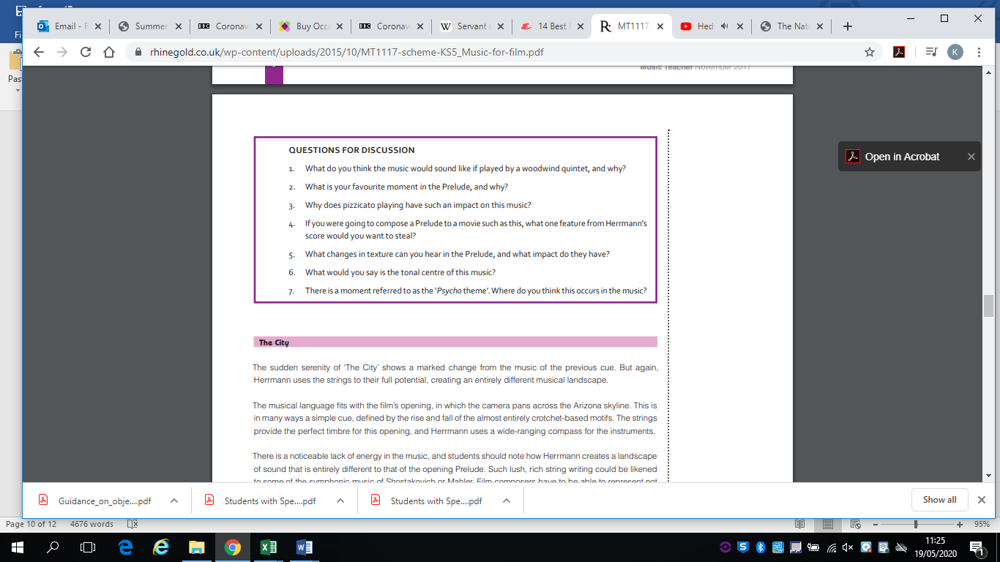 Email - R
Summer
BBC Coronav
Buy Occa
BBC Coronav
W Servant (
14 Best I
R. MT1117-
Hed
The Natu
Fi
rhinegold.co.uk/wp-content/uploads/2015/10/MT1117-scheme-KS5_Music-for-film.pdf
K
Pas
Music Teacher November 2017
Open in Acrobat
QUESTIONS FOR DISCUSSION
1. What do you think the music would sound like if played by a woodwind quintet, and why?
2. What is your favourite moment in the Prelude, and why?
3. Why does pizzicato playing have such an impact on this music?
4. If you were going to compose a Prelude to a movie such as this, what one feature from Herrmann's
score would you want to steal?
5. What changes in texture can you hear in the Prelude, and what impact do they have?
6. What would you say is the tonal centre of this music?
7. There is a moment referred to as the 'Psycho theme'. Where do you think this occurs in the music?
The City
The sudden serenity of 'The City' shows a marked change from the music of the previous cue. But again,
Herrmann uses the strings to their full potential, creating an entirely different musical landscape.
The musical language fits with the film's opening, in which the camera pans across the Arizona skyline. This is
in many ways a simple cue, defined by the rise and fall of the almost entirely crotchet-based motifs. The strings
provide the perfect timbre for this opening, and Herrmann uses a wide-ranging compass for the instruments.
There is a noticeable lack of energy in the music, and students should note how Herrmann creates a landscape
of sound that is entirely different to that of the opening Prelude. Such lush, rich string writing could be likened
to some of the symphonic music of Shostakovich or Mahler. Film composers have to be able to represent not
Guidance_on_obje....pdf
Students with Spe....pdf
Students with Spe....pdf
Show all
Page 10 of 12 4676 words
95%
11:25
19/05/2020
1